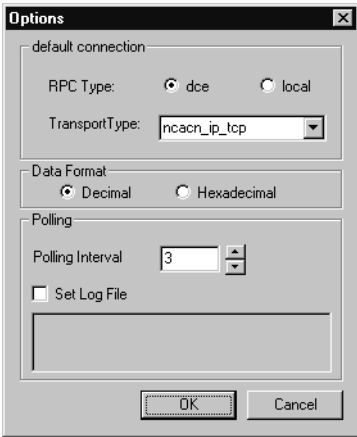 Options
default connection
RPC Type: dce local
TransportType: ncacn_ip_tcp
Data Format
Decimal Hexadecimal
Polling
Polling Interval 3
Set Log File
OK Cancel